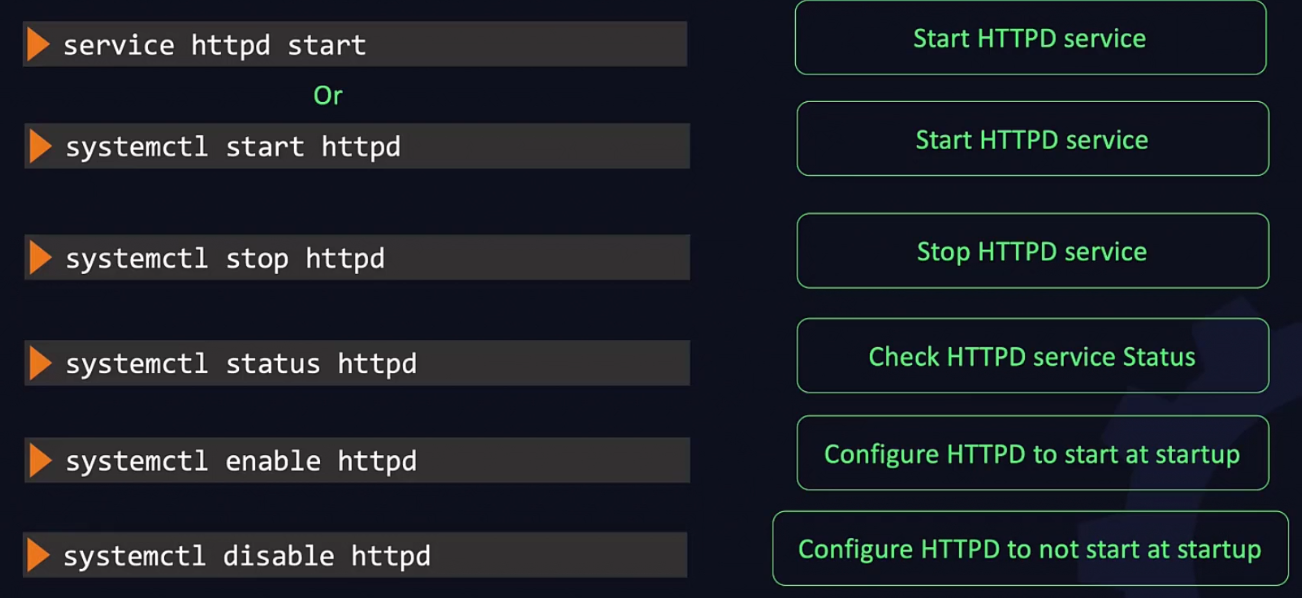 service httpd start
Start HTTPD service
Or
systemctl start httpd
Start HTTPD service
systemctl stop httpd
Stop HTTPD service
systemctl status httpd
Check HTTPD service Status
systemctl enable httpd
Configure HTTPD to start at startup
systemctl disable httpd
Configure HTTPD to not start at startup